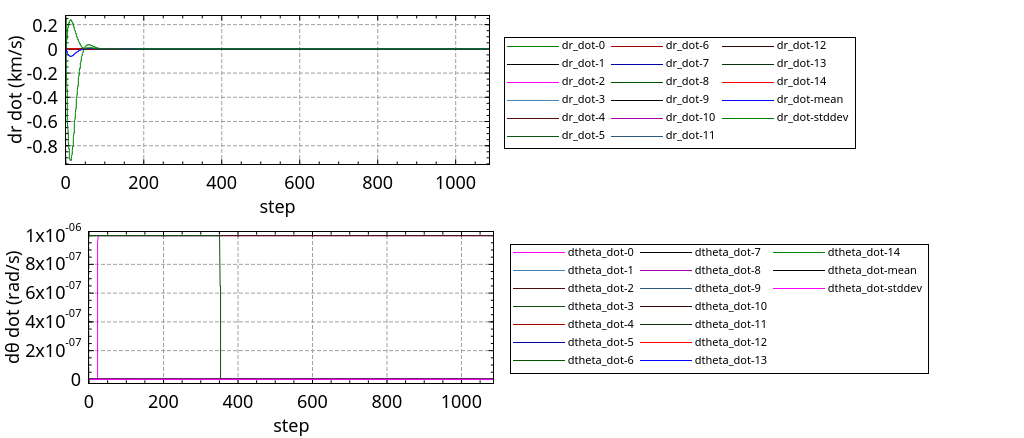 dr dot (km/s)
0.2
0
-0.2
-0.4
-0.6
-0.8
0 200 400 600 800 1000
step
dr_dot-0 dr_dot-6 dr_dot-12
dr_dot-1 dr_dot-7 dr_dot-13
dr_dot-2 dr_dot-8 dr_dot-14
dr_dot-3 dr_dot-9 dr_dot-mean
dr_dot-4 dr_dot-10 dr_dot-stddev
dr_dot-5 dr_dot-11
dθ dot (rad/s)
1x10-06
8x10-07
6x10-07
4x10-07
2x10-07
0
0 200 400 600 800 1000
step
dtheta_dot-0 dtheta_dot-7 dtheta_dot-14
dtheta_dot-1 dtheta_dot-8 dtheta_dot-mean
dtheta_dot-2 dtheta_dot-9 dtheta_dot-stddev
dtheta_dot-3 dtheta_dot-10
dtheta_dot-4 dtheta_dot-11
dtheta_dot-5 dtheta_dot-12
dtheta_dot-6 dtheta_dot-13